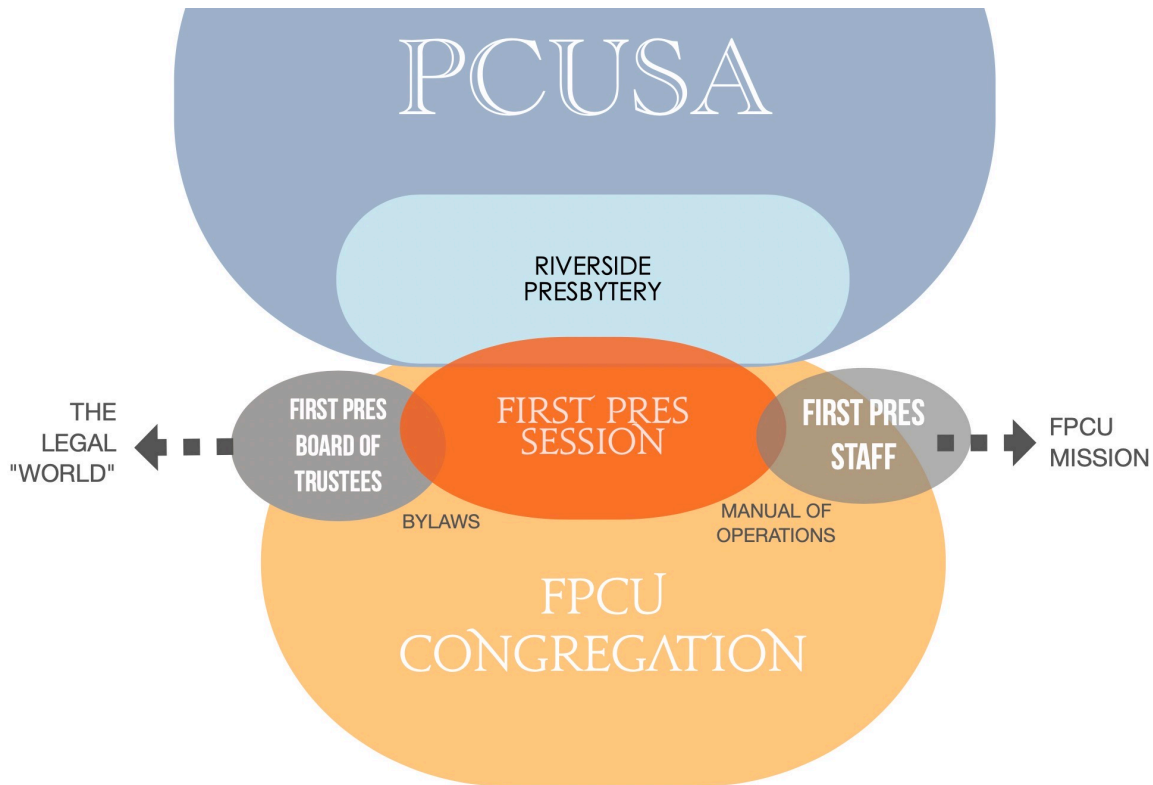 PCUSA
RIVERSIDE
PRESBYTERY
THE
LEGAL
"WORLD"
FIRST PRES
BOARD OF
TRUSTEES
FIRST PRES
SESSION
FIRST PRES
STAFF
FPCU
MISSION
BYLAWS
MANUAL OF
OPERATIONS
FPCU
CONGREGATION